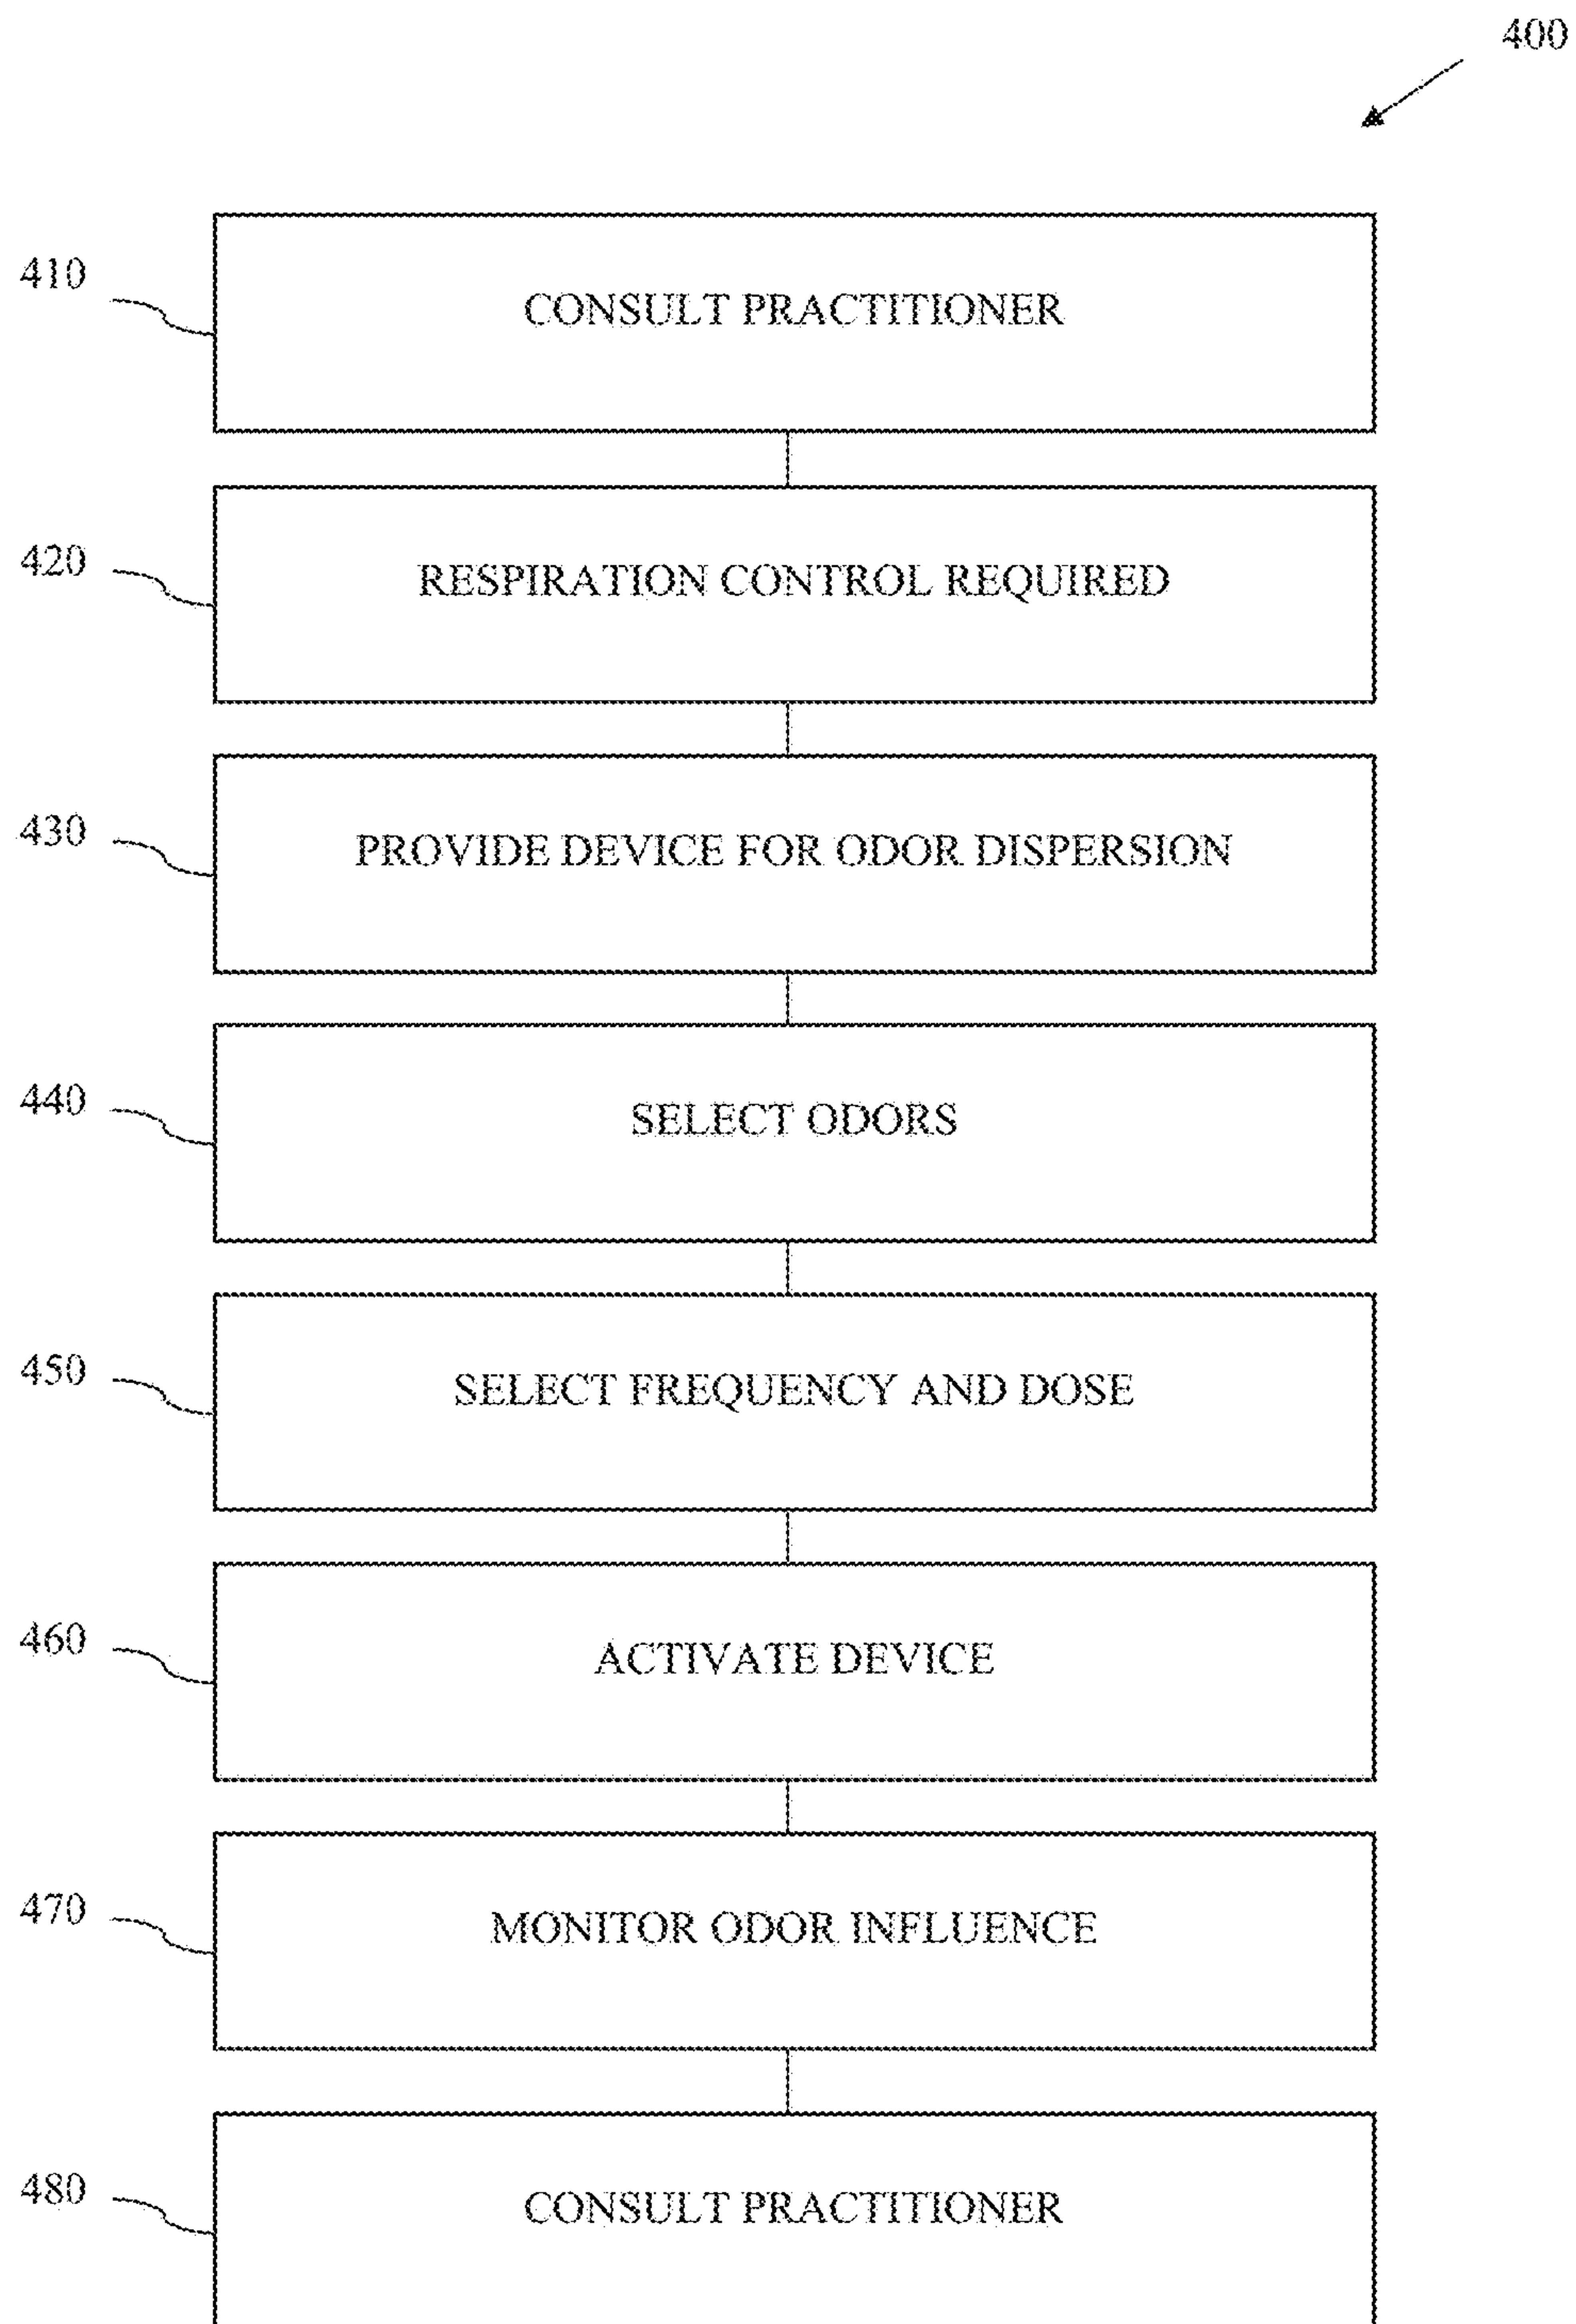 400
410
CONSULT PRACTITIONER
420
RESPIRATION CONTROL REQUIRED
430
PROVIDE DEVICE FOR ODOR DISPERSION
440
SELECT ODORS
450
SELECT FREQUENCY AND DOSE
460
ACTIVATE DEVICE
470
MONITOR ODOR INFLUENCE
480
CONSULT PRACTITIONER